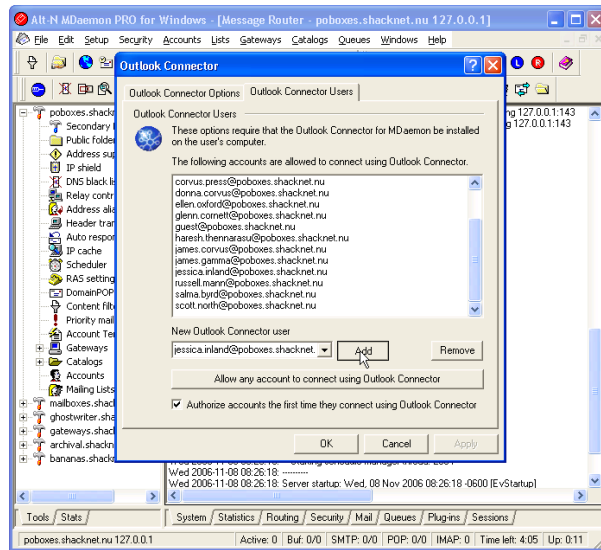 Alt-N MDaemon PRO for Windows - [Message Router - poboxes.shacknet.nu 127.0.0.1]
File Edit Setup Security Accounts Lists Gateways Catalogs Queues Windows Help
Outlook Connector
Outlook Connector Options Outlook Connector Users
Outlook Connector Users
These options require that the Outlook Connector for MDaemon be installed
on the user's computer.
The following accounts are allowed to connect using Outlook Connector.
corvus.press@poboxes.shacknet.nu
donna.corvus@poboxes.shacknet.nu
ellen.oxford@poboxes.shacknet.nu
glenn.cornett@poboxes.shacknet.nu
guest@poboxes.shacknet.nu
haresh.thennarasu@poboxes.shacknet.nu
james.corvus@poboxes.shacknet.nu
james.gamma@poboxes.shacknet.nu
jessica.inland@poboxes.shacknet.nu
russell.mann@poboxes.shacknet.nu
salma.byrd@poboxes.shacknet.nu
scott.north@poboxes.shacknet.nu
New Outlook Connector user
jessica.inland@poboxes.shacknet. Add Remove
Allow any account to connect using Outlook Connector
Authorize accounts the first time they connect using Outlook Connector
OK Cancel Apply
poboxes.shackn
Secondary
Public folde
Address sup
IP shield
DNS black li
Relay contr
Address alia
Header tran
Auto respor
IP cache
Scheduler
RAS setting
DomainPOP
Content filte
Priority mail
Account Te
Gateways
Catalogs
Accounts
Mailing Lists
mailboxes.shac
ghostwriter.sha
gateways.shac
archival.shackn
bananas.shackn
ng 127.0.0.1:143
g 127.0.0.1:143
Wed 2006-11-08 08:26:18: ----------
Wed 2006-11-08 08:26:18: Server startup: Wed, 08 Nov 2006 08:26:18 -0600 [EvStartup]
Tools Stats System Statistics Routing Security Mail Queues Plug-ins Sessions
poboxes.shacknet.nu 127.0.0.1 Active: 0 Buf: 0/0 SMTP: 0/0 POP: 0/0 IMAP: 0 Time left: 4:05 Up: 0:11